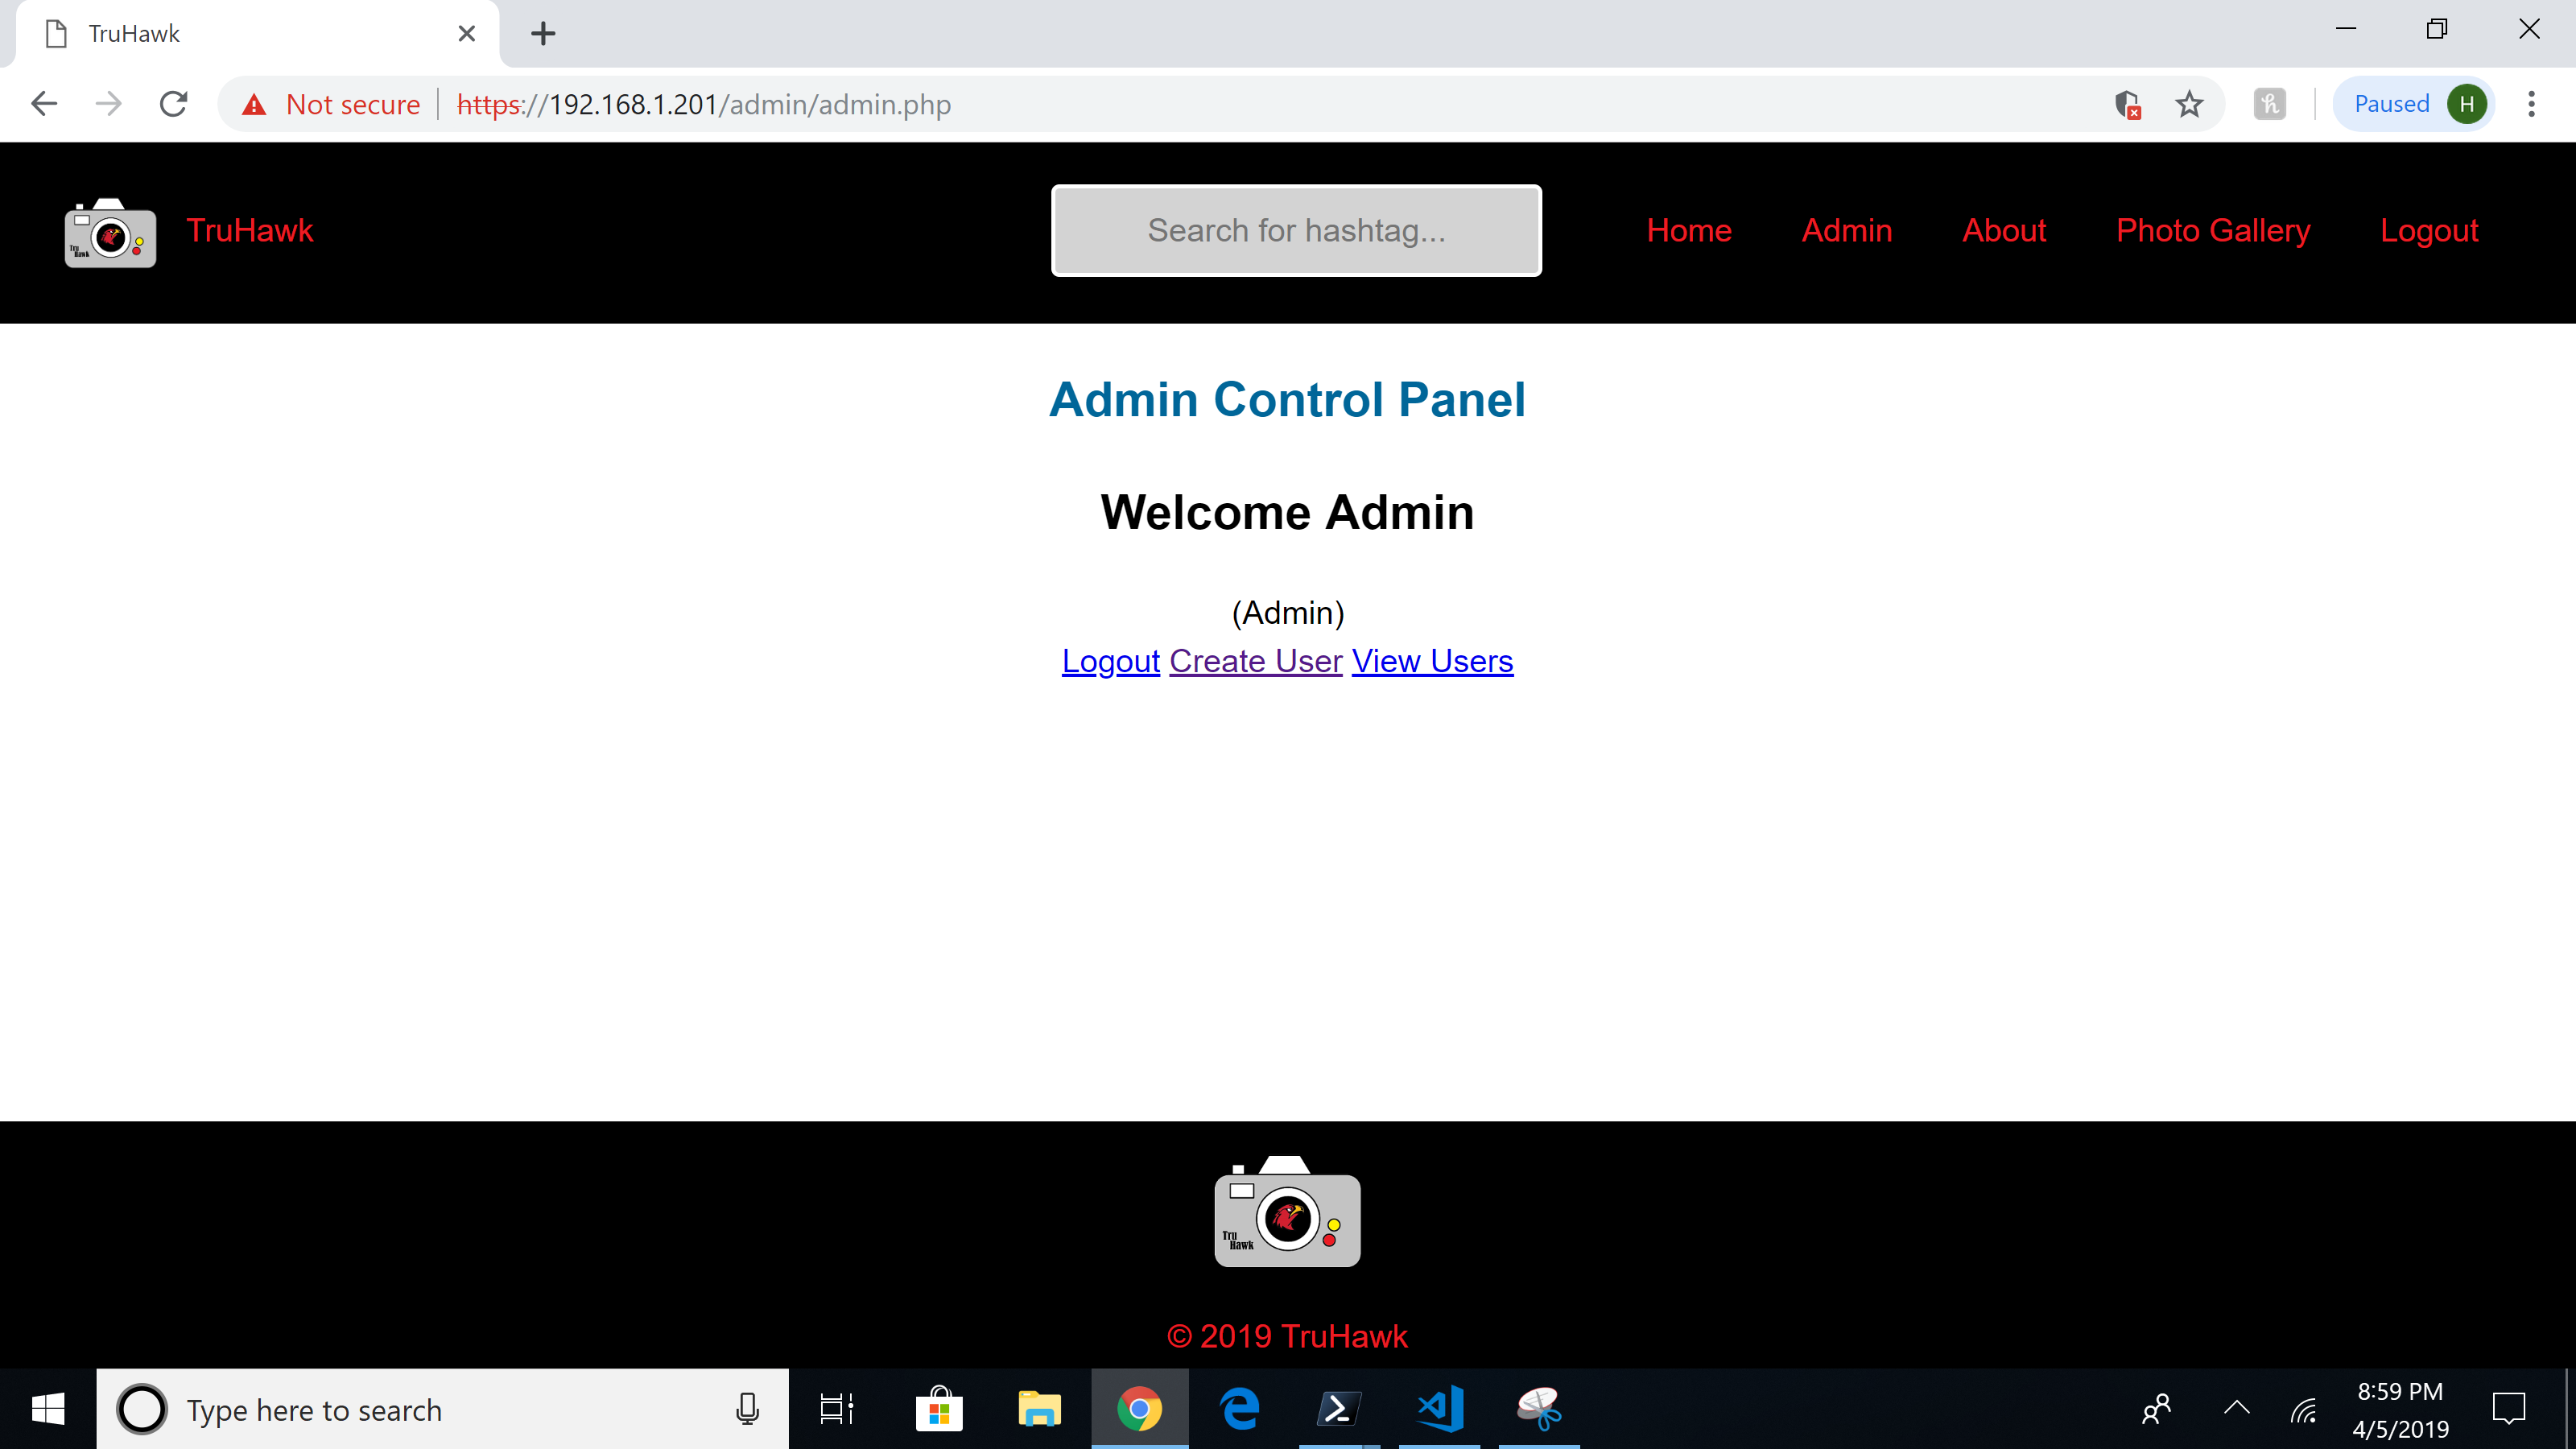 TruHawk
Not secure https://192.168.1.201/admin/admin.php Paused H
Tru
Hawk
TruHawk Search for hashtag... Home Admin About Photo Gallery Logout
Admin Control Panel
Welcome Admin
(Admin)
Logout Create User View Users
Tru
Hawk
© 2019 TruHawk
Type here to search
8:59 PM
4/5/2019